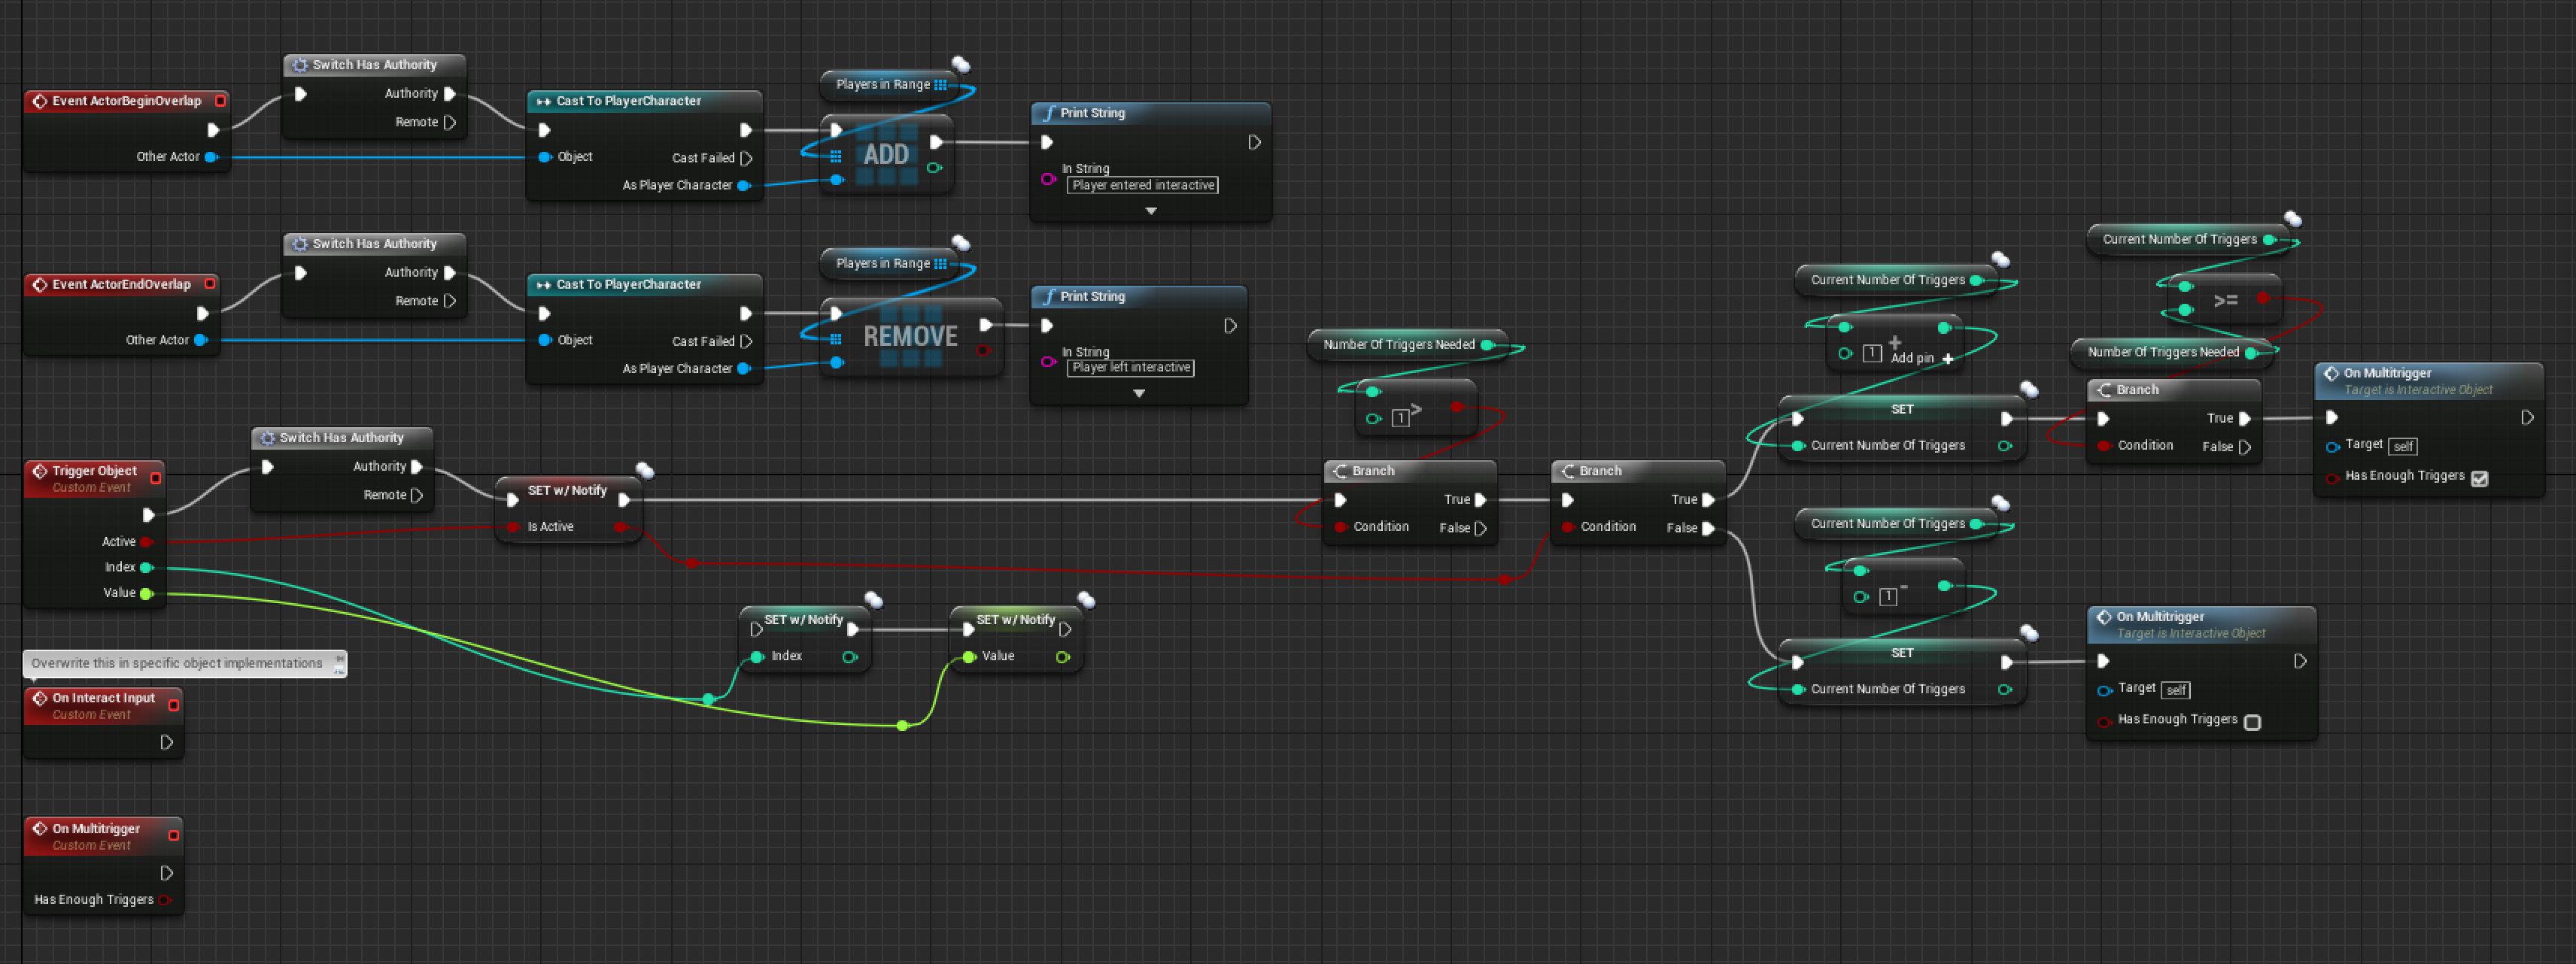 Switch Has Authority
Authority
Remote
Event ActorBeginOverlap
Other Actor
Cast To PlayerCharacter
Object
Cast Failed
As Player Character
Players in Range
ADD
Print String
In String
Player entered interactive
Switch Has Authority
Authority
Remote
Event ActorEndOverlap
Other Actor
Cast To PlayerCharacter
Object
Cast Failed
As Player Character
Players in Range
REMOVE
Print String
In String
Player left interactive
Switch Has Authority
Authority
Remote
Trigger Object
Custom Event
Active
Index
Value
SET w/ Notify
Is Active
SET w/ Notify
Index
SET w/ Notify
Value
Number Of Triggers Needed
1 >
Branch
True
Condition
False
Branch
True
Condition
False
Current Number Of Triggers
+
1
Add pin +
SET
Current Number Of Triggers
Current Number Of Triggers
>=
Number Of Triggers Needed
Branch
True
Condition
False
On Multitrigger
Target is Interactive Object
Target self
Has Enough Triggers
Current Number Of Triggers
1 -
SET
Current Number Of Triggers
On Multitrigger
Target is Interactive Object
Target self
Has Enough Triggers
Overwrite this in specific object implementations
On Interact Input
Custom Event
On Multitrigger
Custom Event
Has Enough Triggers